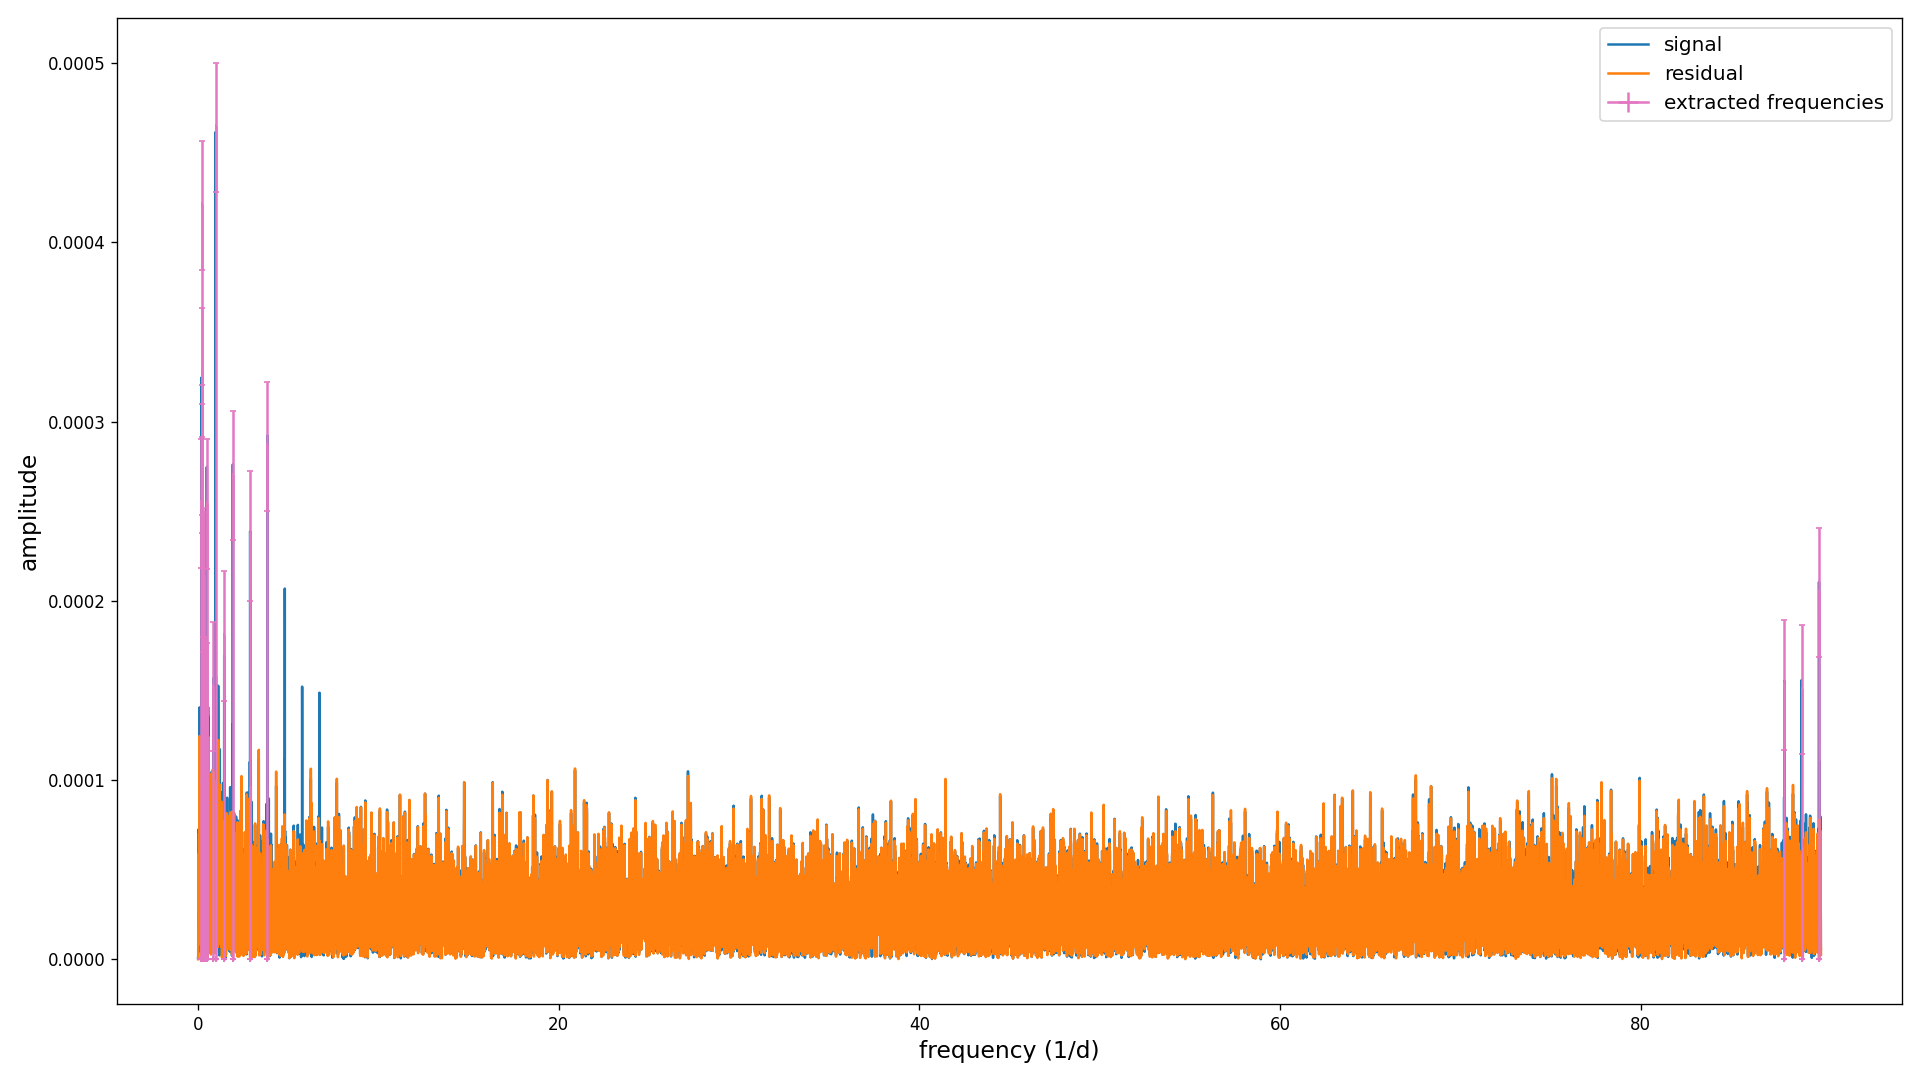 signal
residual
extracted frequencies
0.0005
0.0004
0.0003
0.0002
0.0001
0.0000
amplitude
0 20 40 60 80
frequency (1/d)